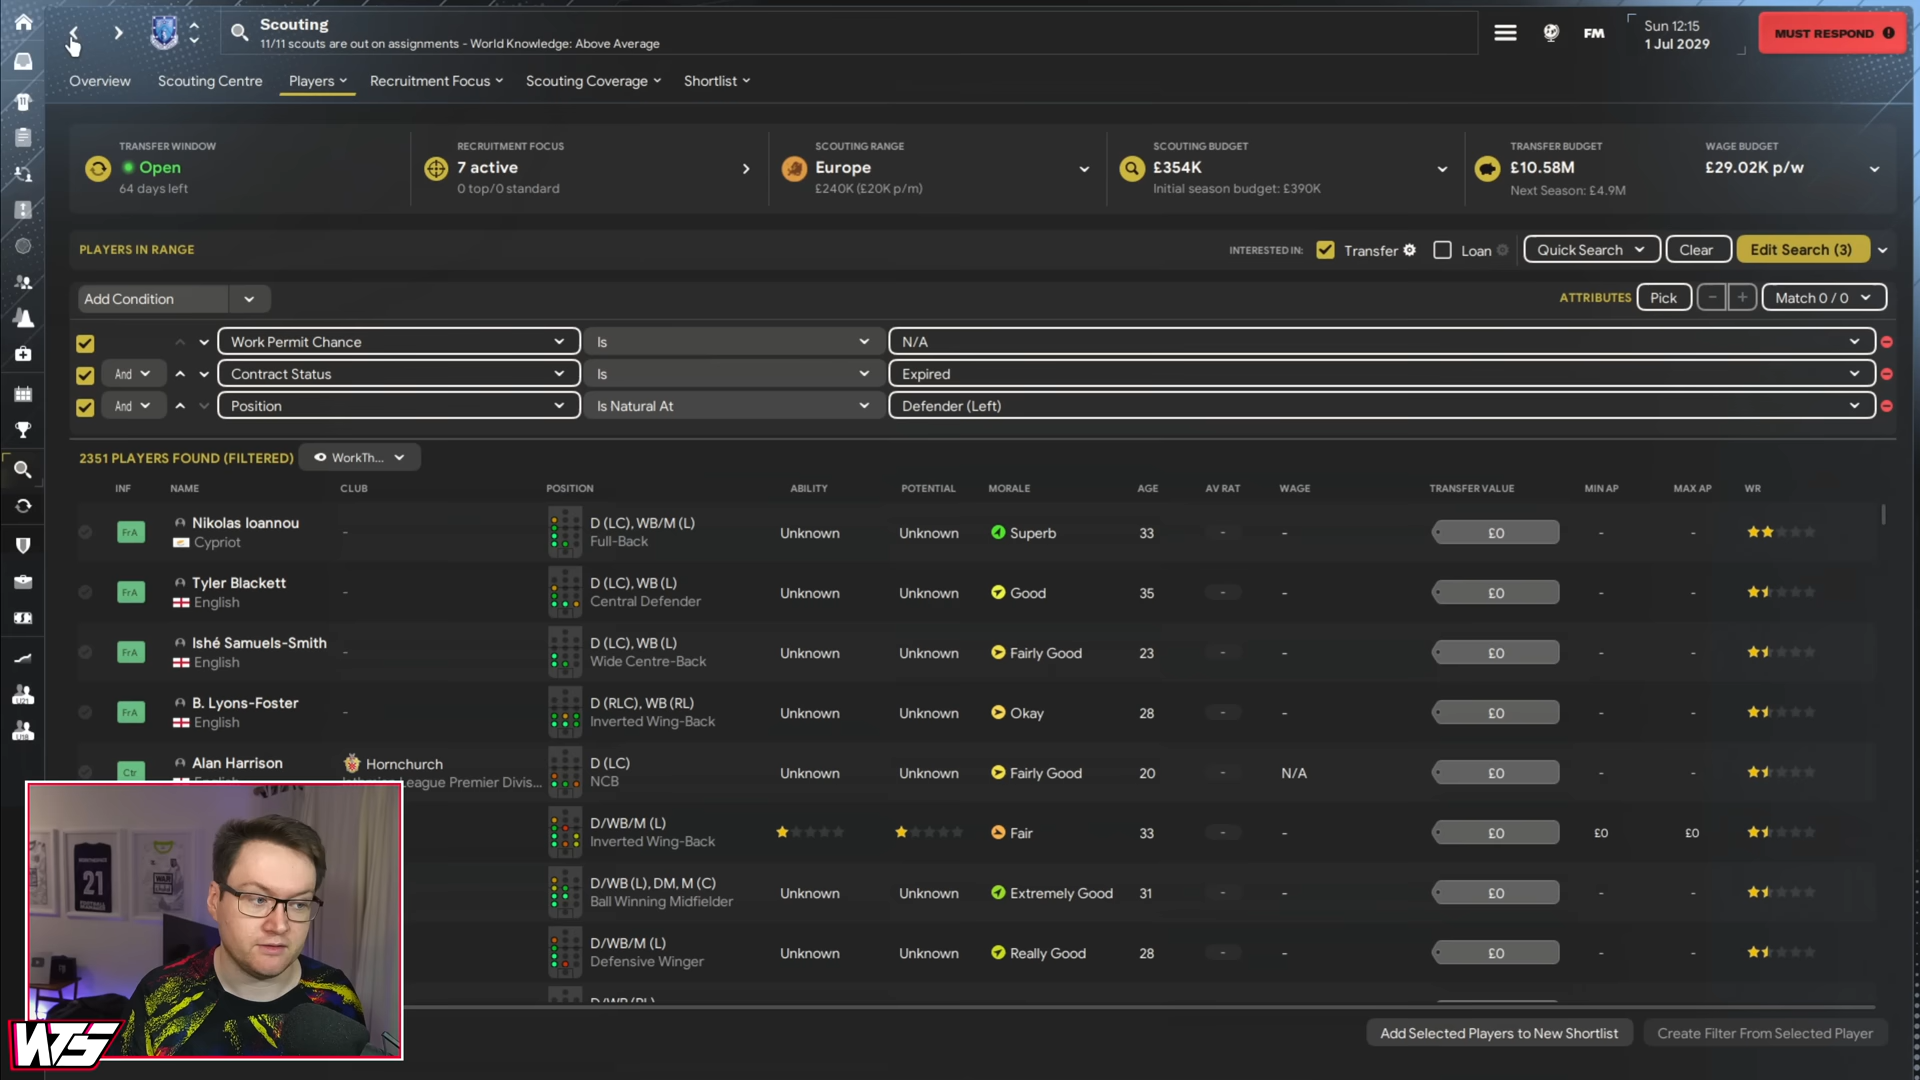 Scouting
11/11 scouts are out on assignments - World Knowledge: Above Average
FM
Sun 12:15
1 Jul 2029
MUST RESPOND
Overview
Scouting Centre
Players
Recruitment Focus
Scouting Coverage
Shortlist
TRANSFER WINDOW
Open
64 days left
RECRUITMENT FOCUS
7 active
0 top/0 standard
SCOUTING RANGE
Europe
£240K (£20K p/m)
SCOUTING BUDGET
£354K
Initial season budget: £390K
TRANSFER BUDGET
£10.58M
Next Season: £4.9M
WAGE BUDGET
£29.02K p/w
PLAYERS IN RANGE
INTERESTED IN:
Transfer
Loan
Quick Search
Clear
Edit Search (3)
Add Condition
ATTRIBUTES
Pick
Match 0 / 0
Work Permit Chance
Is
N/A
And
Contract Status
Is
Expired
And
Position
Is Natural At
Defender (Left)
2351 PLAYERS FOUND (FILTERED)
WorkTh...
INF NAME CLUB POSITION ABILITY POTENTIAL MORALE AGE AV RAT WAGE TRANSFER VALUE MIN AP MAX AP WR
FrA Nikolas Ioannou - D (LC), WB/M (L) Unknown Unknown Superb 33 - - £0 - -
Cypriot Full-Back
FrA Tyler Blackett - D (LC), WB (L) Unknown Unknown Good 35 - - £0 - -
English Central Defender
FrA Ishé Samuels-Smith - D (LC), WB (L) Unknown Unknown Fairly Good 23 - - £0 - -
English Wide Centre-Back
FrA B. Lyons-Foster - D (RLC), WB (RL) Unknown Unknown Okay 28 - - £0 - -
English Inverted Wing-Back
Ctr Alan Harrison Hornchurch D (LC) Unknown Unknown Fairly Good 20 - N/A £0 - -
League Premier Divis... NCB
D/WB/M (L) Fair 33 - - £0 £0 £0
Inverted Wing-Back
D/WB (L), DM, M (C) Unknown Unknown Extremely Good 31 - - £0 - -
Ball Winning Midfielder
D/WB/M (L) Unknown Unknown Really Good 28 - - £0 - -
Defensive Winger
Add Selected Players to New Shortlist
Create Filter From Selected Player
U21
U18
21
WTS